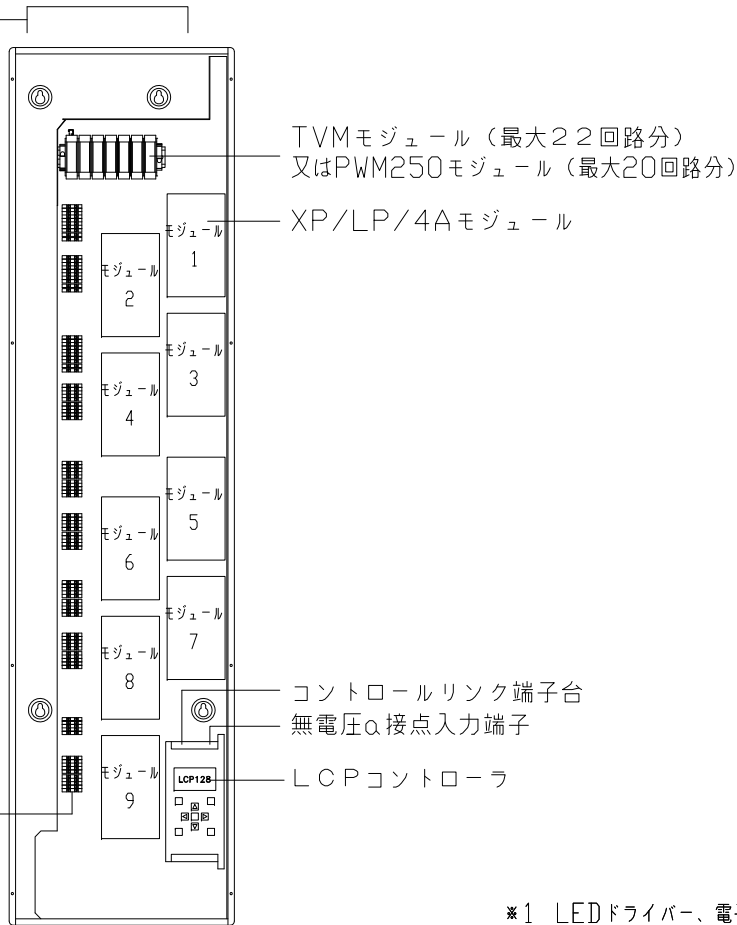 TVMモジュール（最大22回路分）
又はPWM250モジュール（最大20回路分）
XP/LP/4Aモジュール
モジュール
1
モジュール
2
モジュール
3
モジュール
4
モジュール
5
モジュール
6
モジュール
7
モジュール
8
コントロールリンク端子台
無電圧a接点入力端子
モジュール
9
LCP128
LCPコントローラ
※1 LEDドライバー、電